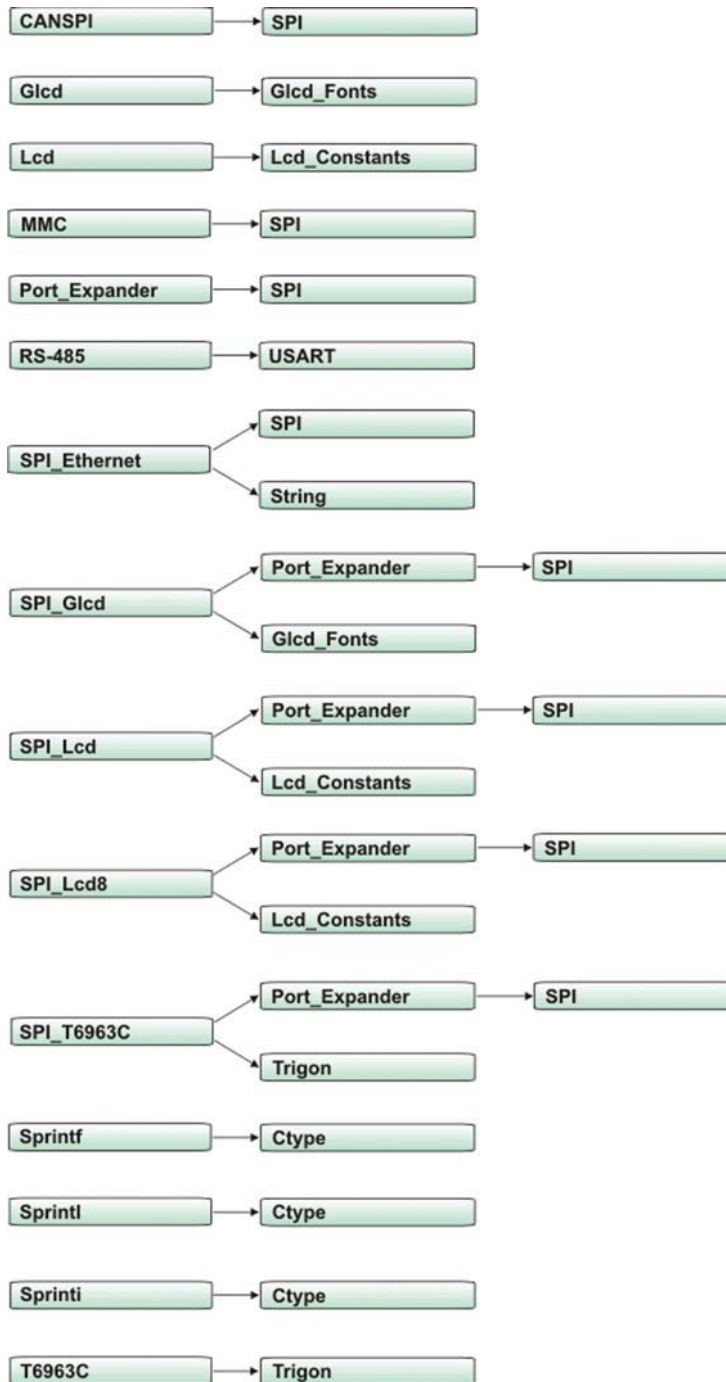 CANSPI SPI
Glcd Glcd_Fonts
Lcd Lcd_Constants
MMC SPI
Port_Expander SPI
RS-485 USART
SPI
SPI_Ethernet
String
Port_Expander SPI
SPI_Glcd
Glcd_Fonts
Port_Expander SPI
SPI_Lcd
Lcd_Constants
Port_Expander SPI
SPI_Lcd8
Lcd_Constants
Port_Expander SPI
SPI_T6963C
Trigon
Sprintf Ctype
Sprintl Ctype
Sprinti Ctype
T6963C Trigon